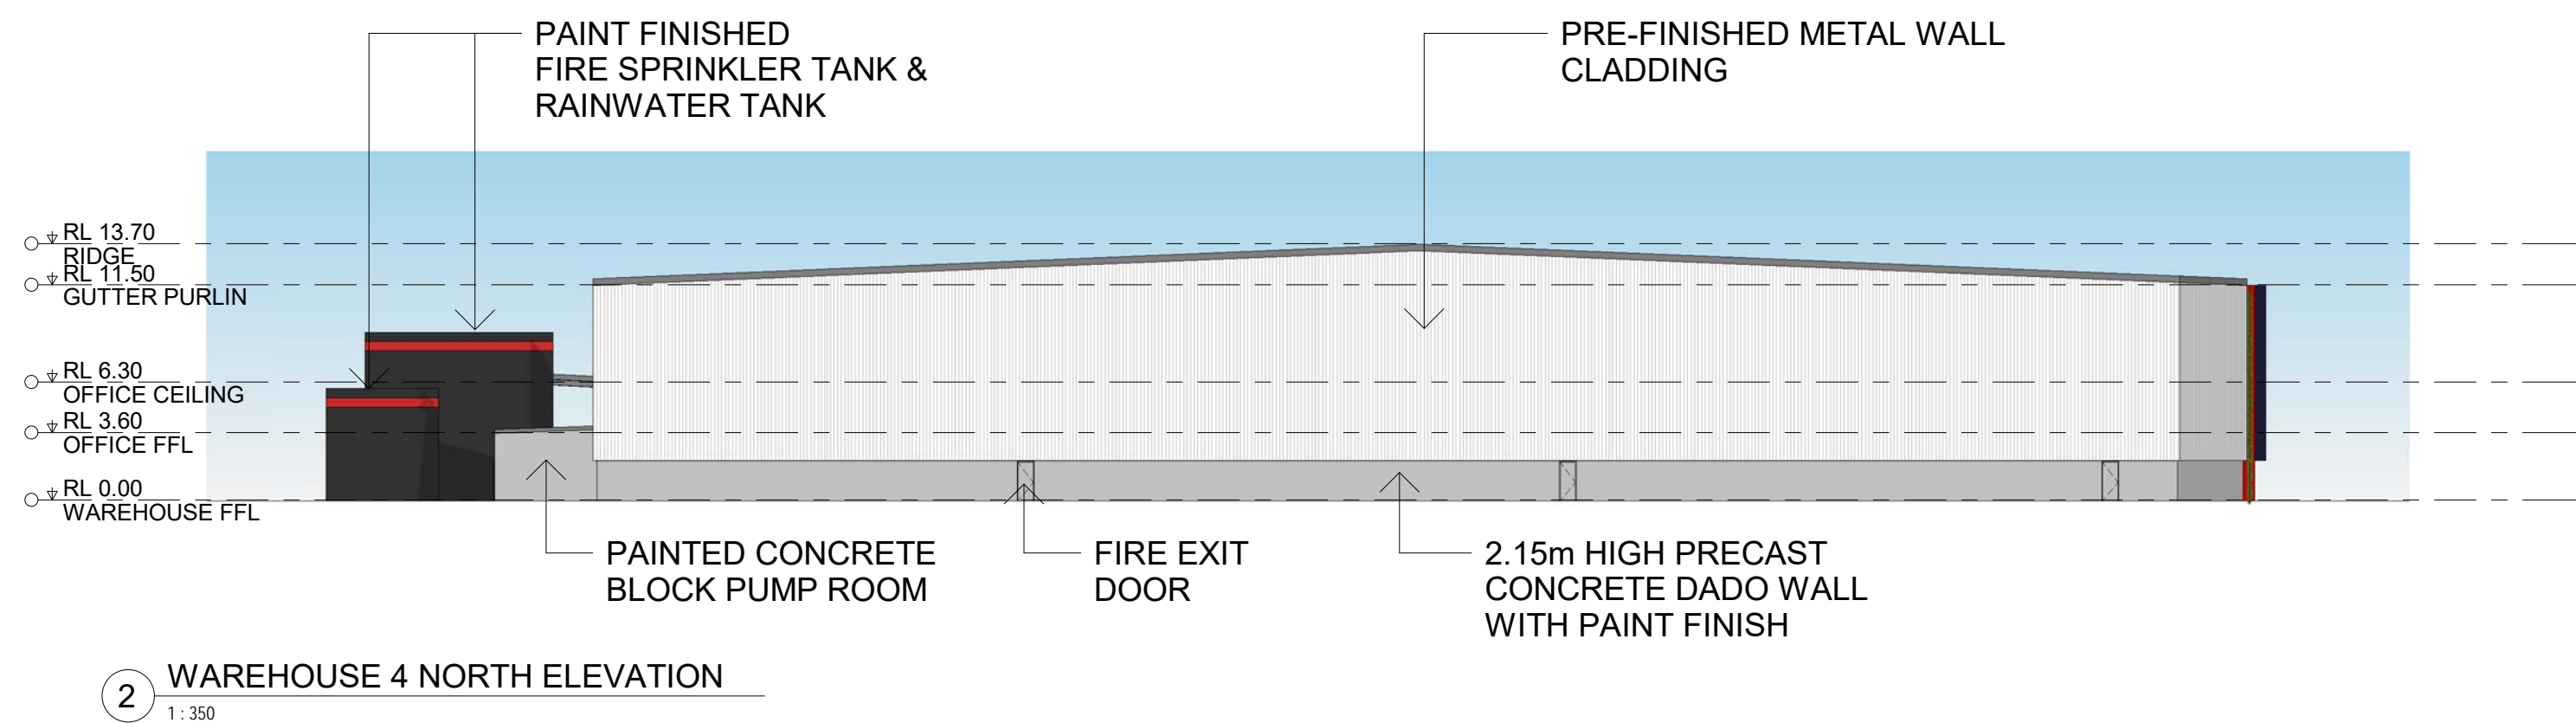 PAINT FINISHED
FIRE SPRINKLER TANK &
RAINWATER TANK
PRE-FINISHED METAL WALL
CLADDING
RL 13.70
RIDGE
RL 11.50
GUTTER PURLIN
RL 6.30
OFFICE CEILING
RL 3.60
OFFICE FFL
RL 0.00
WAREHOUSE FFL
PAINTED CONCRETE
BLOCK PUMP ROOM
FIRE EXIT
DOOR
2.15m HIGH PRECAST
CONCRETE DADO WALL
WITH PAINT FINISH
2
WAREHOUSE 4 NORTH ELEVATION
1 : 350